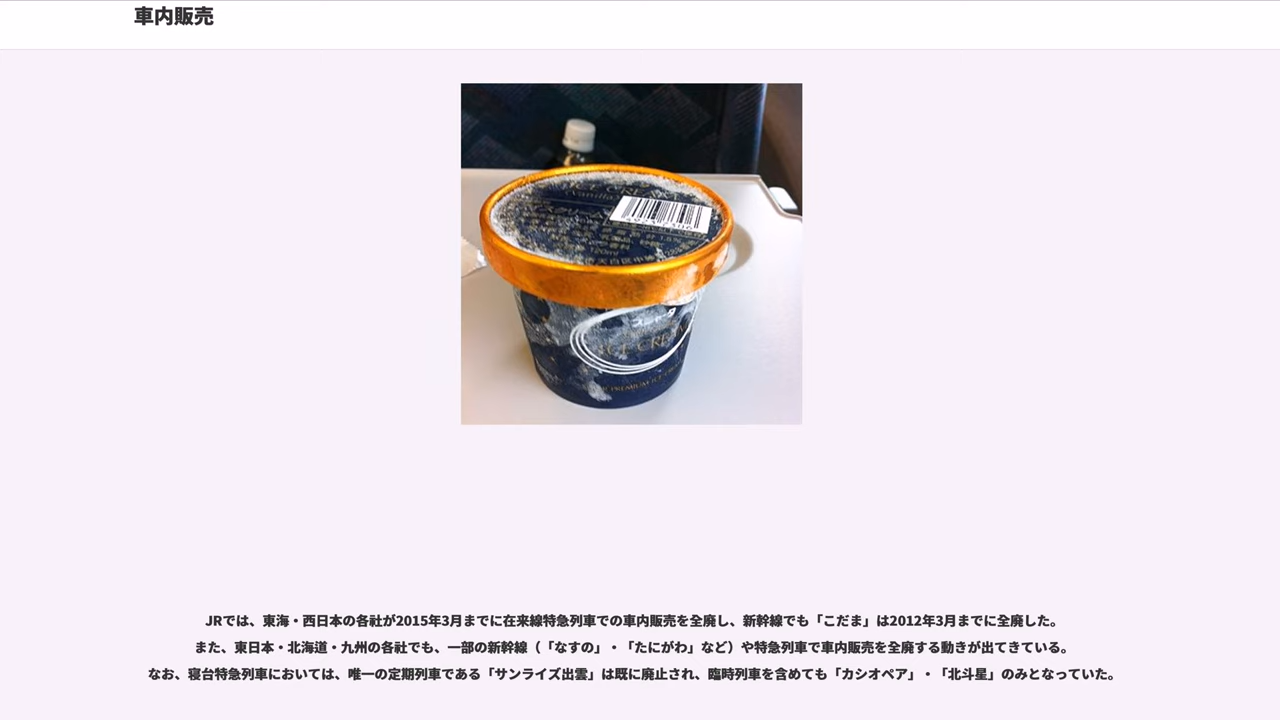 車内販売
ICE CREAM
Vanilla
ICE CREAM
JRでは、東海・西日本の各社が2015年3月までに在来線特急列車での車内販売を全廃し、新幹線でも「こだま」は2012年3月までに全廃した。
また、東日本・北海道・九州の各社でも、一部の新幹線（「なすの」・「たにがわ」など）や特急列車で車内販売を全廃する動きが出てきている。
なお、寝台特急列車においては、唯一の定期列車である「サンライズ出雲」は既に廃止され、臨時列車を含めても「カシオペア」・「北斗星」のみとなっていた。